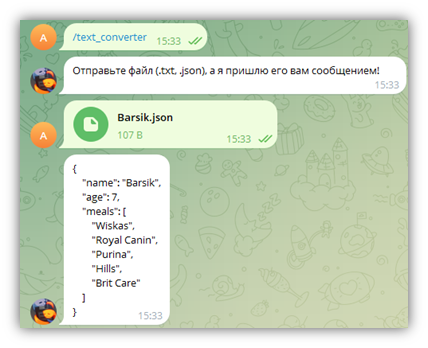 A
/text_converter
15:33
Отправьте файл (.txt, .json), а я пришлю его вам сообщением!
15:33
Barsik.json
107 B
15:33
A
{
"name": "Barsik",
"age": 7,
"meals": [
"Wiskas",
"Royal Canin",
"Purina",
"Hills",
"Brit Care"
]
}
15:33